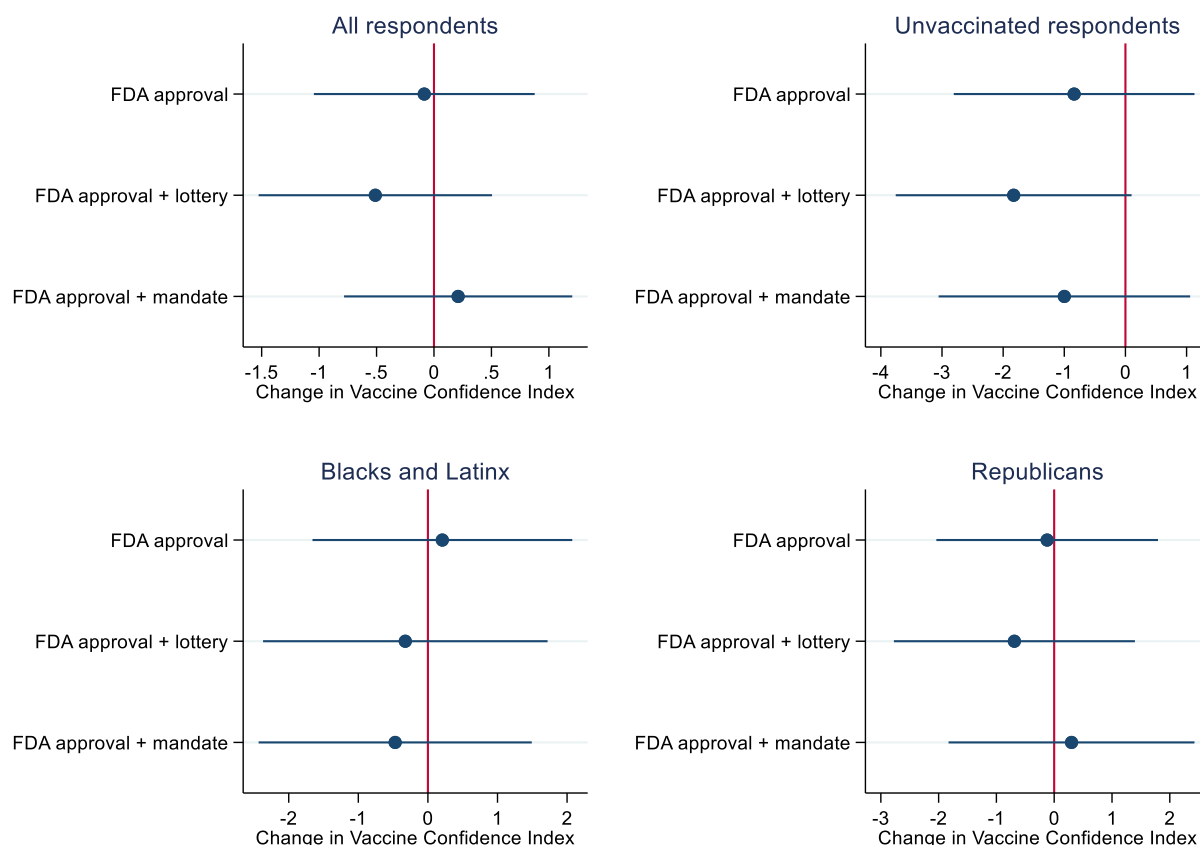 All respondents
FDA approval
FDA approval + lottery
FDA approval + mandate
-1.5 -1 -.5 0 .5 1
Change in Vaccine Confidence Index
Unvaccinated respondents
FDA approval
FDA approval + lottery
FDA approval + mandate
-4 -3 -2 -1 0 1
Change in Vaccine Confidence Index
Blacks and Latinx
FDA approval
FDA approval + lottery
FDA approval + mandate
-2 -1 0 1 2
Change in Vaccine Confidence Index
Republicans
FDA approval
FDA approval + lottery
FDA approval + mandate
-3 -2 -1 0 1 2
Change in Vaccine Confidence Index